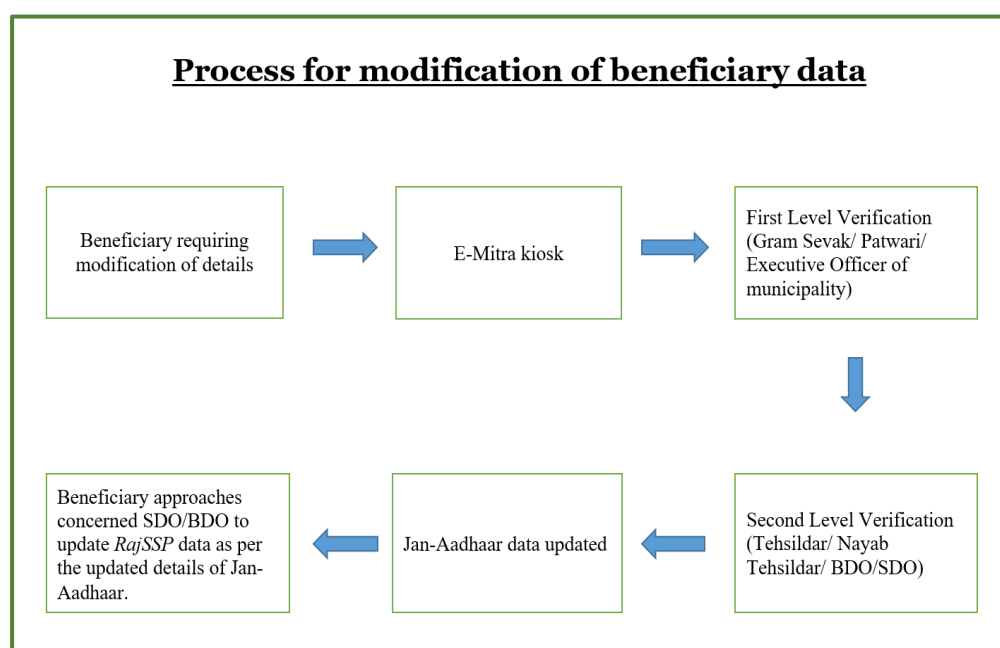 Process for modification of beneficiary data
Beneficiary requiring
modification of details
E-Mitra kiosk
First Level Verification
(Gram Sevak/ Patwari/
Executive Officer of
municipality)
Second Level Verification
(Tehsildar/ Nayab
Tehsildar/ BDO/SDO)
Jan-Aadhaar data updated
Beneficiary approaches
concerned SDO/BDO to
update RajSSP data as per
the updated details of Jan-
Aadhaar.